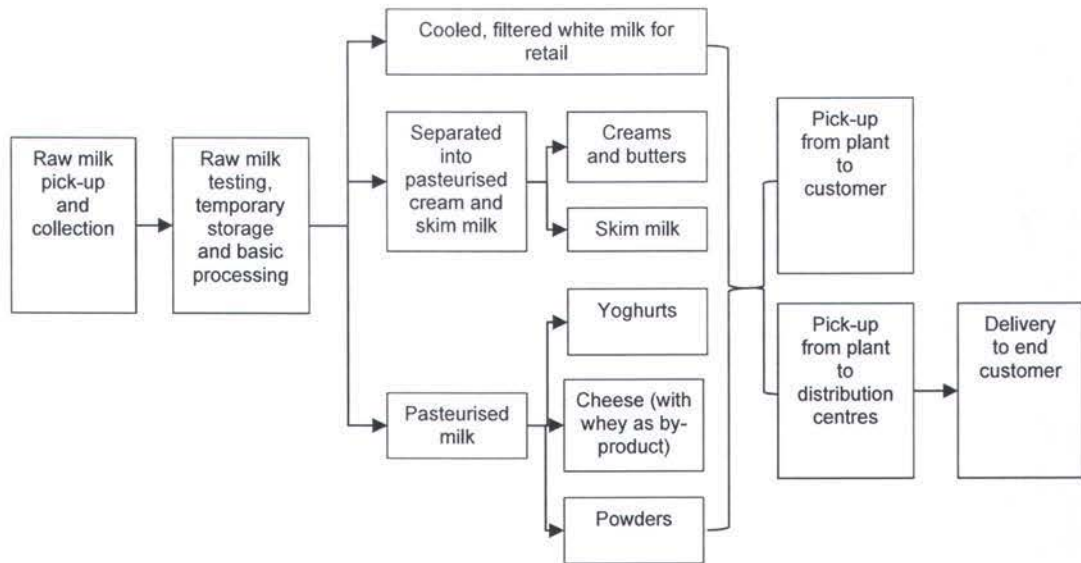 Cooled, filtered white milk for
retail
Raw milk
pick-up
and
collection
Raw milk
testing,
temporary
storage
and basic
processing
Separated
into
pasteurised
cream and
skim milk
Creams
and butters
Skim milk
Pasteurised
milk
Yoghurts
Cheese (with
whey as by-
product)
Powders
Pick-up
from plant
to
customer
Pick-up
from plant
to
distribution
centres
Delivery
to end
customer